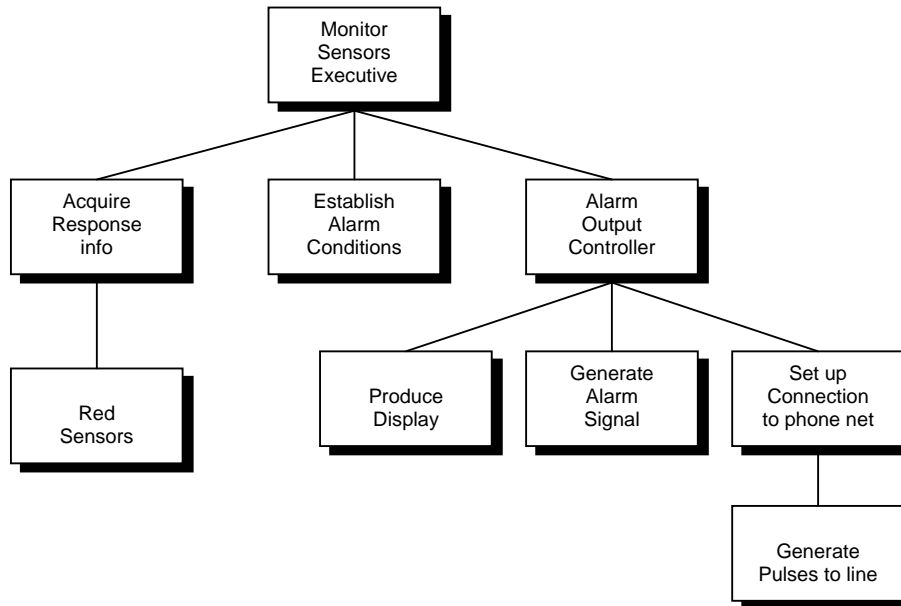 Monitor
Sensors
Executive
Acquire
Response
info
Establish
Alarm
Conditions
Alarm
Output
Controller
Red
Sensors
Produce
Display
Generate
Alarm
Signal
Set up
Connection
to phone net
Generate
Pulses to line